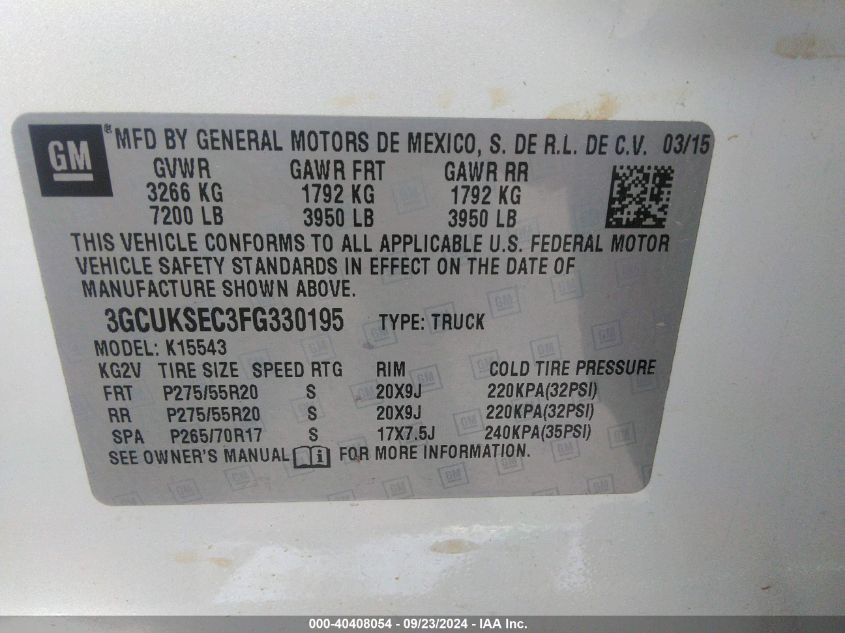 GM ® MFD BY GENERAL MOTORS DE MEXICO, S. DE R.L. DE C.V. 03/15
GVWR GAWR FRT GAWR RR
3266 KG 1792 KG 1792 KG
7200 LB 3950 LB 3950 LB
THIS VEHICLE CONFORMS TO ALL APPLICABLE U.S. FEDERAL MOTOR
VEHICLE SAFETY STANDARDS IN EFFECT ON THE DATE OF
MANUFACTURE SHOWN ABOVE.
3GCUKSEC3FG330195 TYPE: TRUCK
MODEL: K15543
KG2V TIRE SIZE SPEED RTG RIM COLD TIRE PRESSURE
FRT P275/55R20 S 20X9J 220KPA(32PSI)
RR P275/55R20 S 20X9J 220KPA(32PSI)
SPA P265/70R17 S 17X7.5J 240KPA(35PSI)
SEE OWNER'S MANUAL i FOR MORE INFORMATION.
000-40408054 - 09/23/2024 - IAA Inc.